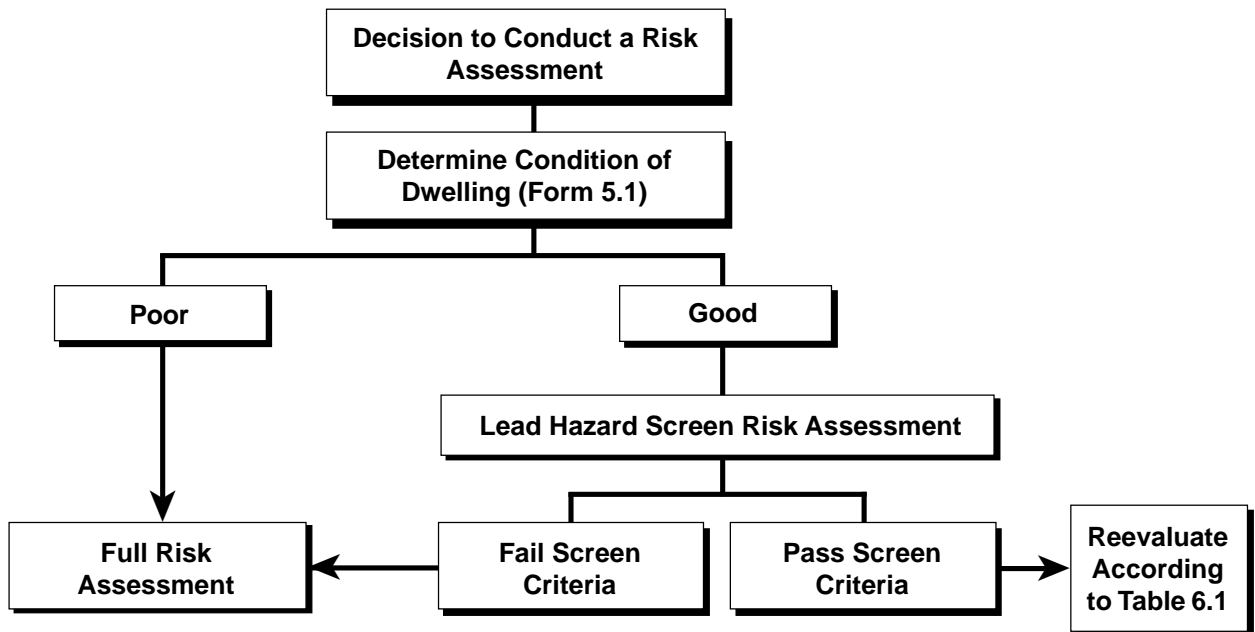 Decision to Conduct a Risk
Assessment
Determine Condition of
Dwelling (Form 5.1)
Poor
Good
Lead Hazard Screen Risk Assessment
Full Risk
Assessment
Fail Screen
Criteria
Pass Screen
Criteria
Reevaluate
According
to Table 6.1